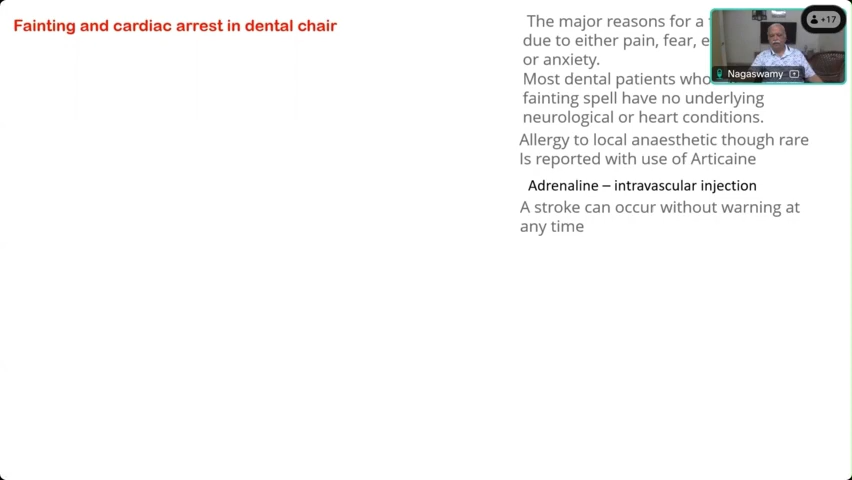 Fainting and cardiac arrest in dental chair
The major reasons for a
due to either pain, fear,
or anxiety.
Most dental patients who
fainting spell have no underlying
neurological or heart conditions.
Allergy to local anaesthetic though rare
Is reported with use of Articaine
Adrenaline – intravascular injection
A stroke can occur without warning at
any time
+17
Nagaswamy